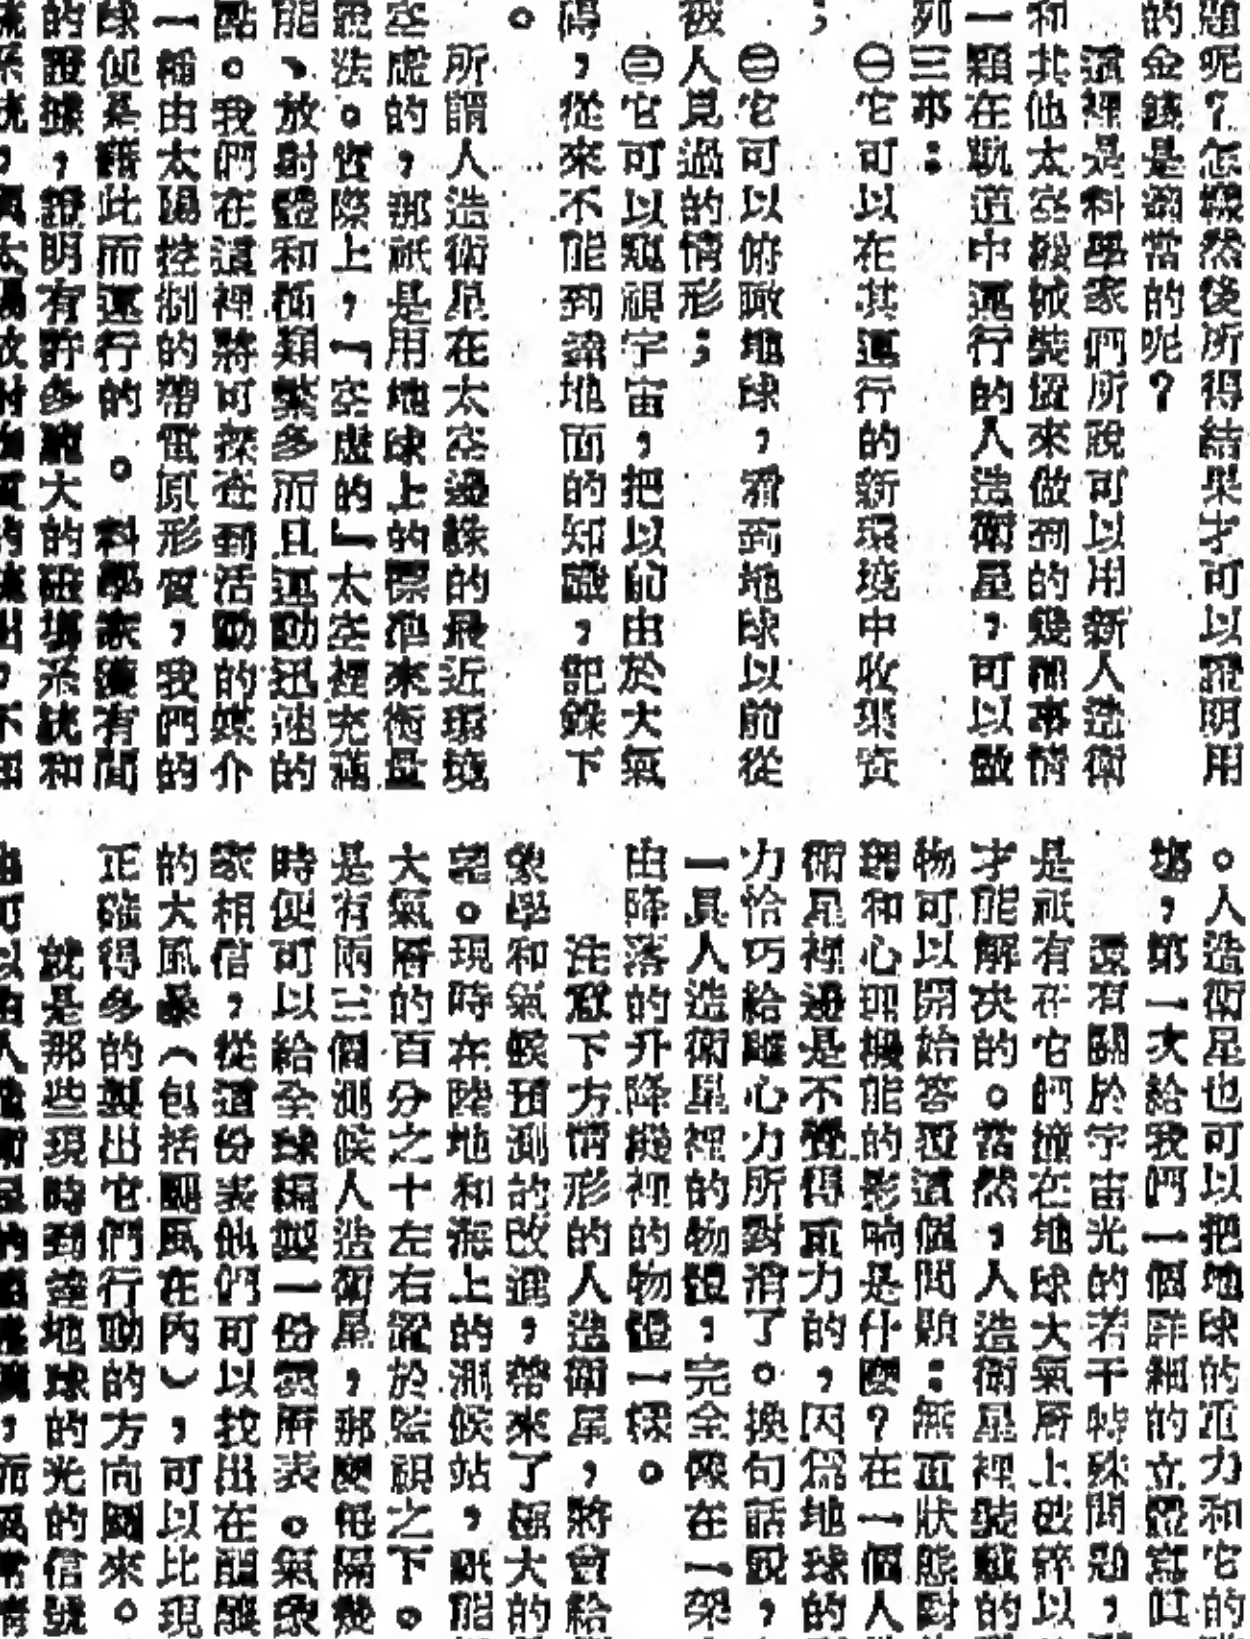 題呢？怎樣然後所得結果才可以證明用
的金錢是適當的呢？
這裡是科學家們所說可以用新人造衛
和其他太空機械裝置來做到的幾種事情
一顆在軌道中運行的人造衛星，可以做
列三事：
㊀它可以在其運行的新環境中收集資
；
㊁它可以俯瞰地球，看到地球以前從
被人見過的情形；
㊂它可以窺視宇宙，把以前由於大氣
得，從來不能到達地面的知識，記錄下
。
所謂人造衛星在太空邊緣的最近環境
空虛的，那祇是用地球上的標準來衡量
說法。實際上，「空虛的」太空裡充滿
能、放射體和種類繁多而且運動迅速的
點。我們在這裡將可探查到活動的媒介
一種由太陽控制的帶電原形質，我們的
球便是藉此而運行的。科學家獲有間
的證據，證明有許多龐大的磁場系統和
。人造衛星也可以把地球的重力和它的
場，第一次給我們一個詳細的立體寫眞
還有關於宇宙光的若干特殊問題，
是祇有在它們撞在地球大氣層上破碎以
才能解决的。當然，人造衛星裡裝載的
物可以開始答覆這個問題：無重狀態對
理和心理機能的影响是什麼？在一個人
衛星裡邊是不覺得重力的，因為地球的
力恰巧給離心力所對消了。換句話說，
一具人造衛星裡的物體，完全像在一架
由降落的升降機裡的物體一樣。
注意下方情形的人造衛星，將會給
象學和氣候預測的改進，帶來了極大的
完。現時在陸地和海上的測候站，祇能
大氣層的百分之十左右置於監視之下。
是有兩三個測候人造衛星，那麼每隔幾
時便可以給全球編製一份雲層表。氣象
家相信，從這份表他們可以找出在醞釀
的大風暴（包括颶風在內），可以比現
正確得多的製出它們行動的方向圖來。
就是那些現時到達地球的光的信號